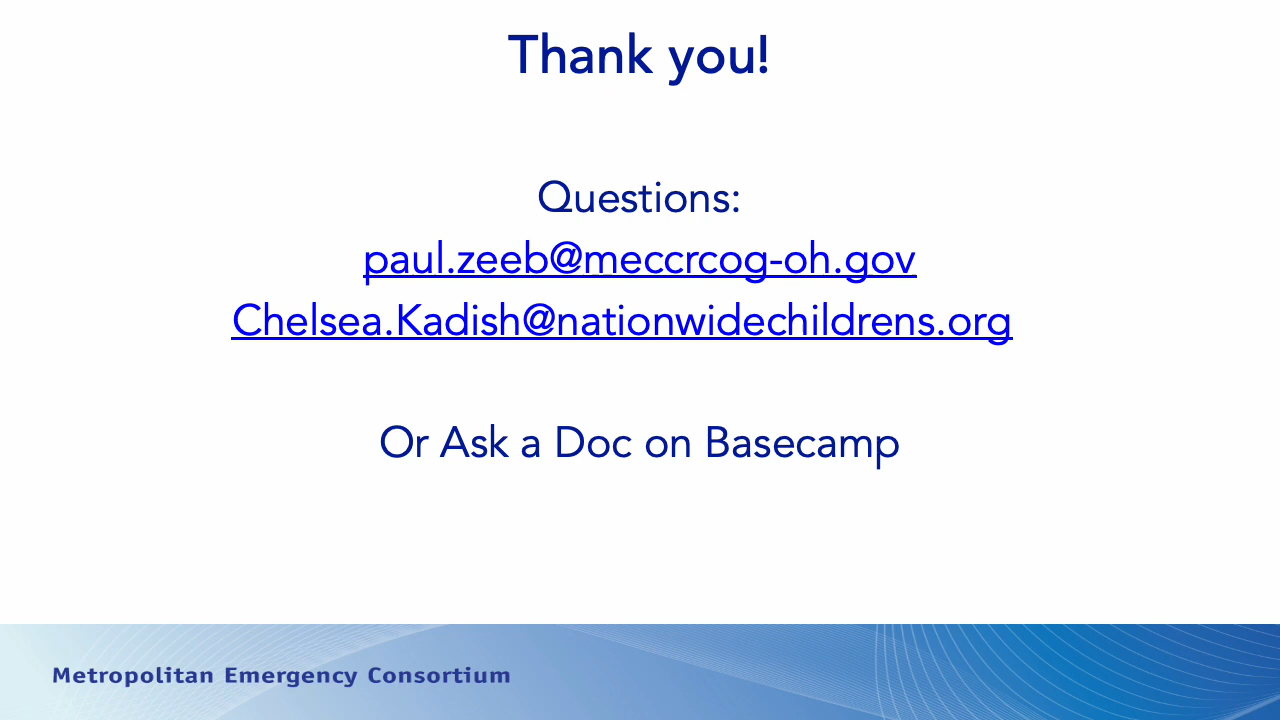 Thank you!
Questions:
paul.zeeb@meccrcog-oh.gov
Chelsea.Kadish@nationwidechildrens.org
Or Ask a Doc on Basecamp
Metropolitan Emergency Consortium